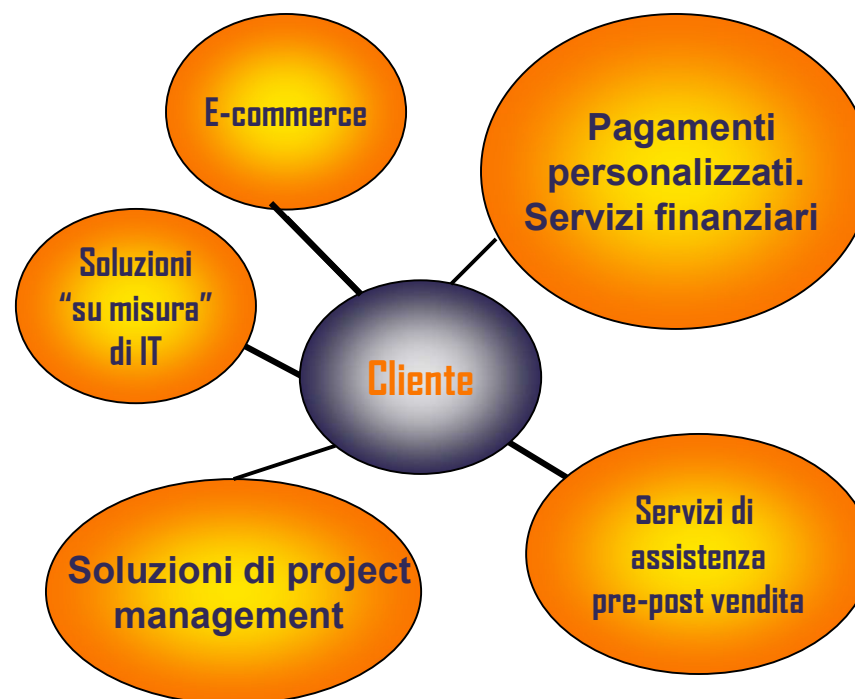 E-commerce
Pagamenti
personalizzati.
Servizi finanziari
Soluzioni
“su misura”
di IT
Cliente
Soluzioni di project
management
Servizi di
assistenza
pre-post vendita